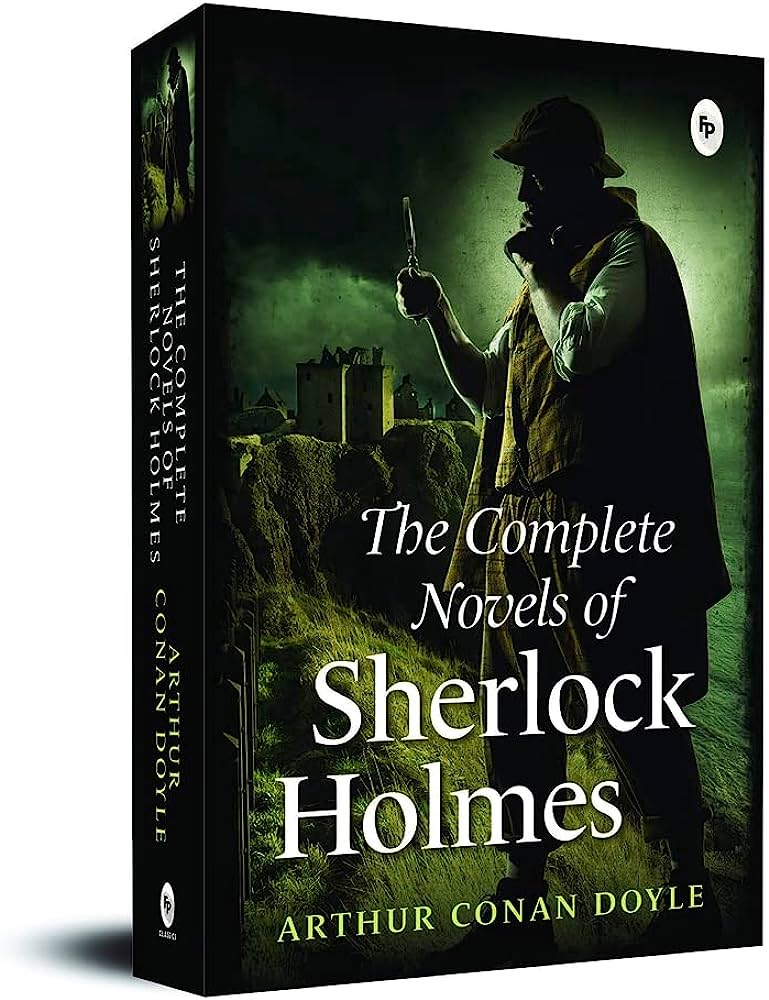 THE COMPLETE
NOVELS OF
SHERLOCK HOLMES
ARTHUR
CONAN DOYLE
FP
CLASSICS
FP
The Complete
Novels of
Sherlock
Holmes
ARTHUR CONAN DOYLE